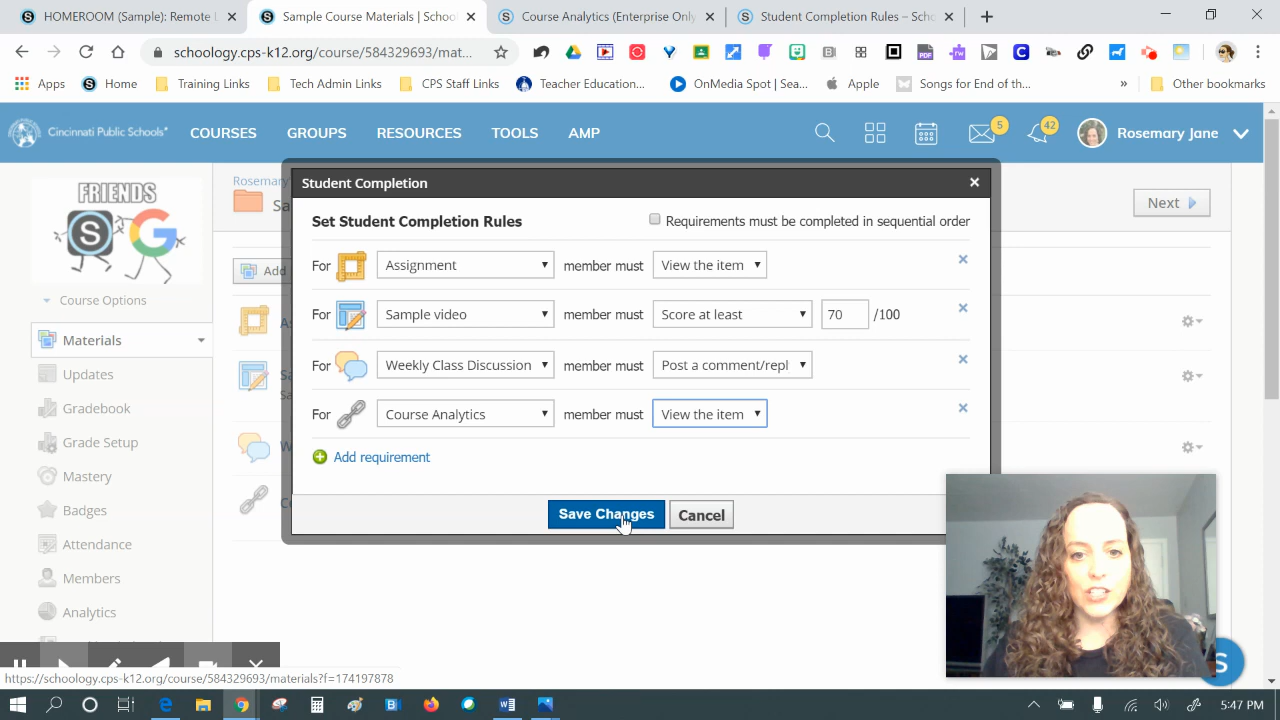 HOMEROOM (Sample): Remote L
Sample Course Materials | Schoo
Course Analytics (Enterprise Only
Student Completion Rules – Scho
schoology.cps-k12.org/course/584329693/mat...
Apps
Home
Training Links
Tech Admin Links
CPS Staff Links
Teacher Education...
OnMedia Spot | Sea...
Apple
Songs for End of th...
»
Other bookmarks
Cincinnati Public Schools
COURSES GROUPS RESOURCES TOOLS AMP
5
42
Rosemary Jane
FRIENDS
Rosemary
Sa
Next
Add
Course Options
Materials
Updates
Gradebook
Grade Setup
Mastery
Badges
Attendance
Members
Analytics
Student Completion
Set Student Completion Rules
Requirements must be completed in sequential order
For Assignment member must View the item
For Sample video member must Score at least 70 /100
For Weekly Class Discussion member must Post a comment/repl
For Course Analytics member must View the item
Add requirement
Save Changes Cancel
https://schoology.cps-k12.org/course/584329693/materials?f=174197878
5:47 PM